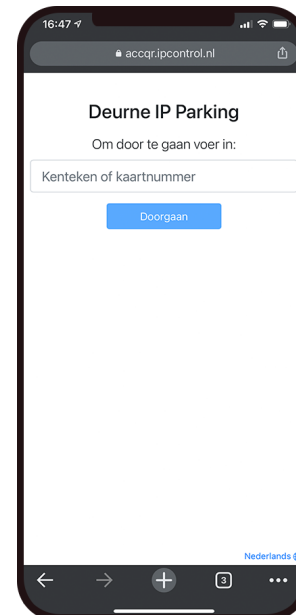 16:47
accqr.ipcontrol.nl
Deurne IP Parking
Om door te gaan voer in:
Kenteken of kaartnummer
Doorgaan
Nederlands
3